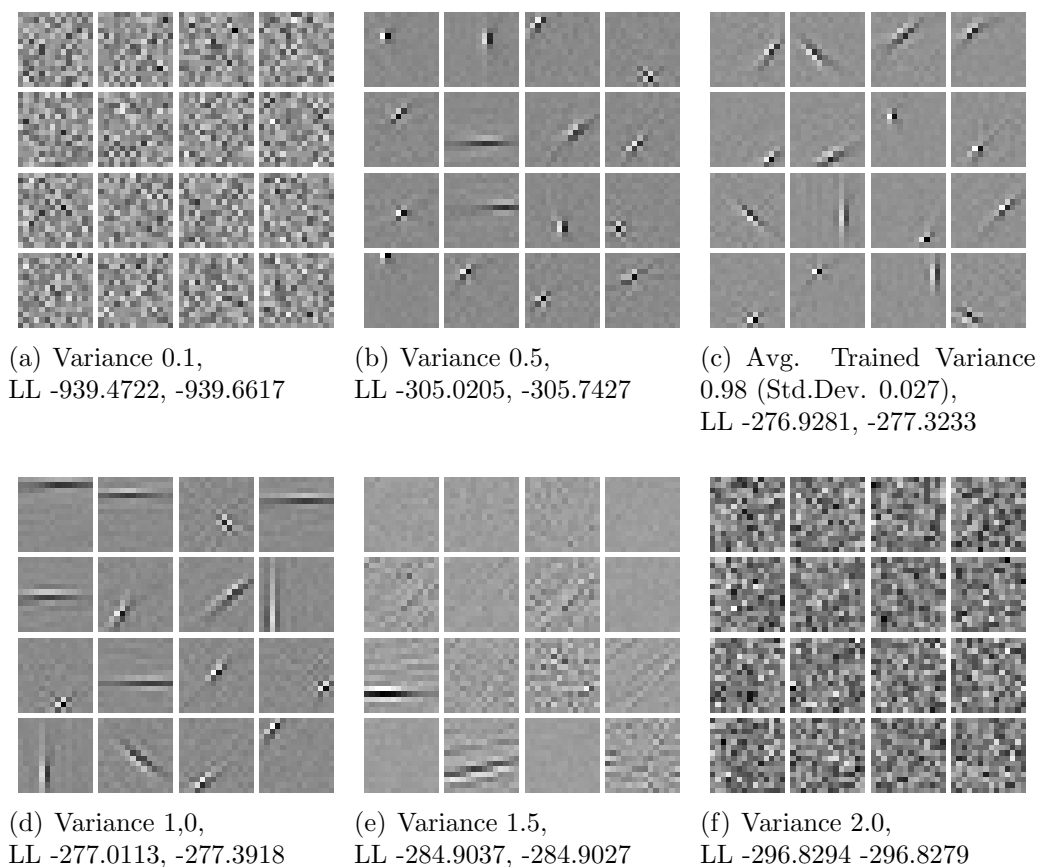 (a) Variance 0.1,
LL -939.4722, -939.6617
(b) Variance 0.5,
LL -305.0205, -305.7427
(c) Avg. Trained Variance
0.98 (Std.Dev. 0.027),
LL -276.9281, -277.3233
(d) Variance 1,0,
LL -277.0113, -277.3918
(e) Variance 1.5,
LL -284.9037, -284.9027
(f) Variance 2.0,
LL -296.8294 -296.8279